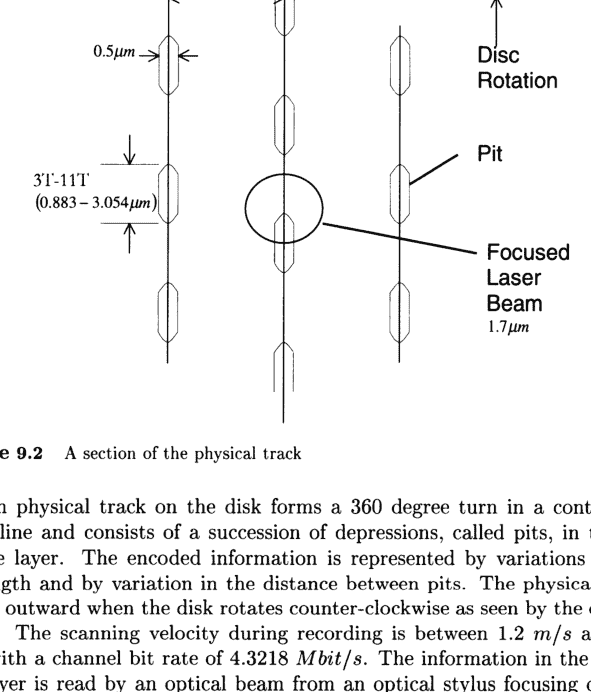 0.5μm
Disc
Rotation
Pit
3T-11T
(0.883 – 3.054μm)
Focused
Laser
Beam
1.7μm
9.2 A section of the physical track
physical track on the disk forms a 360 degree turn in a
line and consists of a succession of depressions, called pits, in
layer. The encoded information is represented by variations
and by variation in the distance between pits. The
outward when the disk rotates counter-clockwise as seen by the
The scanning velocity during recording is between 1.2 m/s
with a channel bit rate of 4.3218 Mbit/s. The information in the
is read by an optical beam from an optical stylus focusing